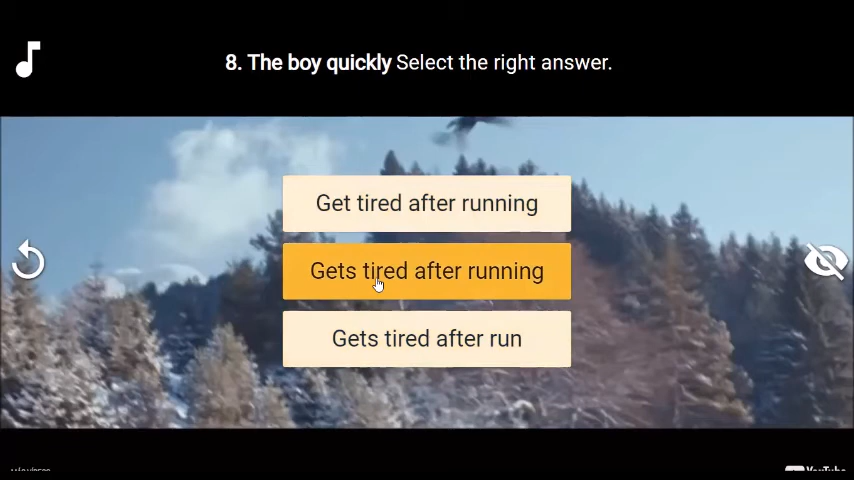 8. The boy quickly Select the right answer.
Get tired after running
Gets tired after running
Gets tired after run
YouTube